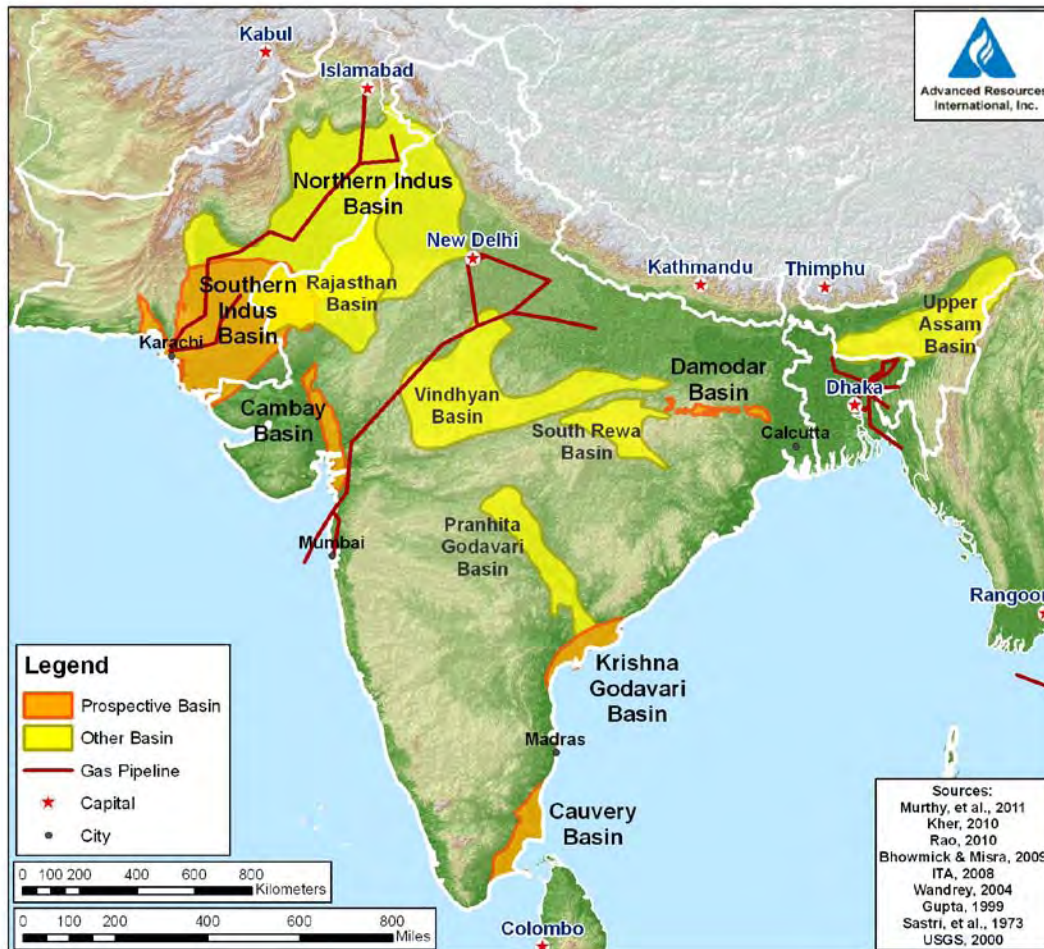 Kabul
Islamabad
Advanced Resources
International, Inc.
Northern Indus
Basin
New Delhi
Kathmandu
Thimphu
Southern
Indus
Basin
Rajasthan
Basin
Upper
Assam
Basin
Karachi
Cambay
Basin
Vindhyan
Basin
Damodar
Basin
Dhaka
South Rewa
Basin
Calcutta
Pranhita
Godavari
Basin
Mumbai
Rangoon
Krishna
Godavari
Basin
Madras
Cauvery
Basin
Colombo
Legend
Prospective Basin
Other Basin
Gas Pipeline
Capital
City
0 100 200 400 600 800
Kilometers
0 100 200 400 600 800
Miles
Sources:
Murthy, et al., 2011
Kher, 2010
Rao, 2010
Bhowmick & Misra, 2009
ITA, 2008
Wandrey, 2004
Gupta, 1999
Sastri, et al., 1973
USGS, 2000